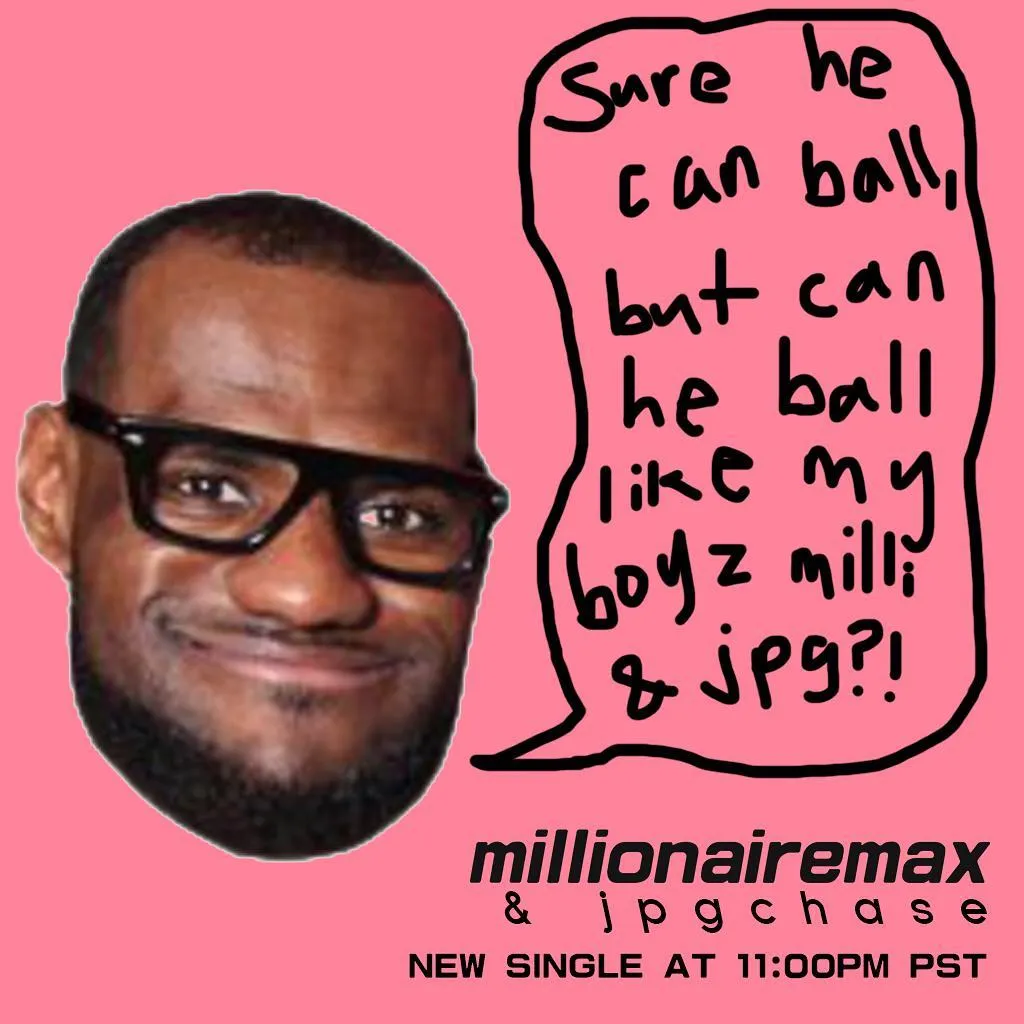 Sure he
can ball,
but can
he ball
like my
boyz milli
& jpg?!
millionairemax
& jpgchase
NEW SINGLE AT 11:00PM PST